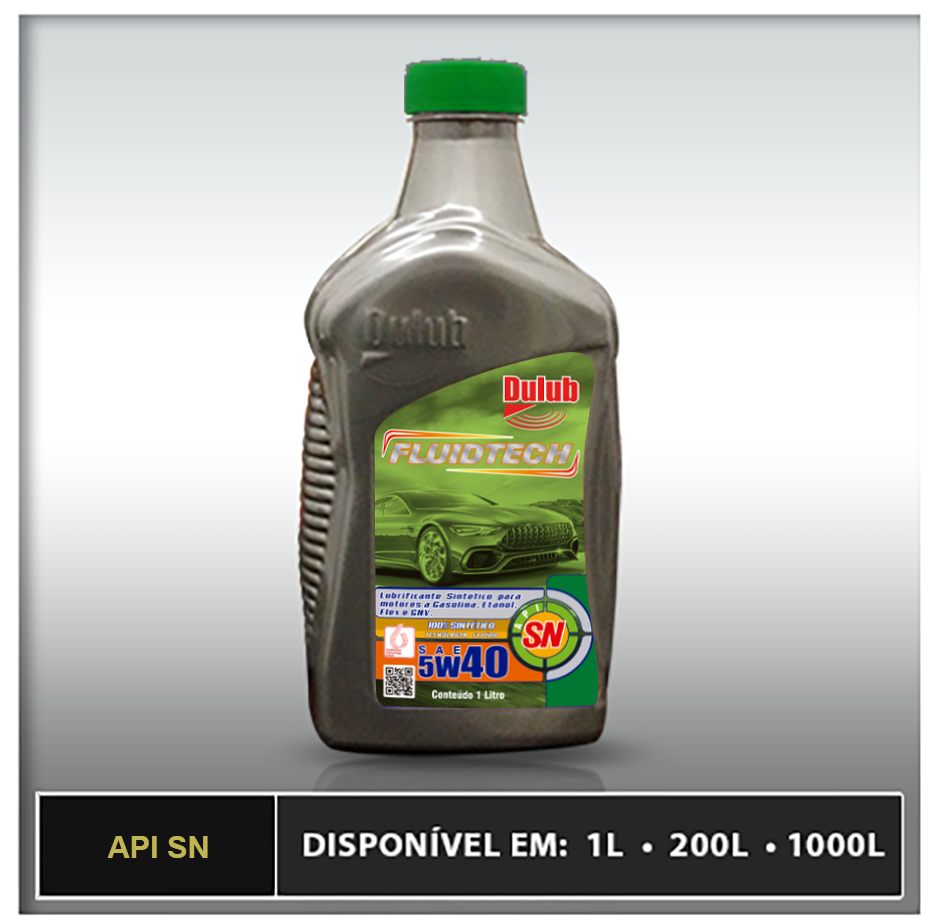 Dulub
Dulub
FLUIDTECH
Lubrificante Sintético para
motores a Gasolina, Etanol,
Flex e GNV.
100% SINTÉTICO
API
SN
SAE
5W40
Conteúdo 1 Litro
API SN
DISPONÍVEL EM: 1L • 200L • 1000L